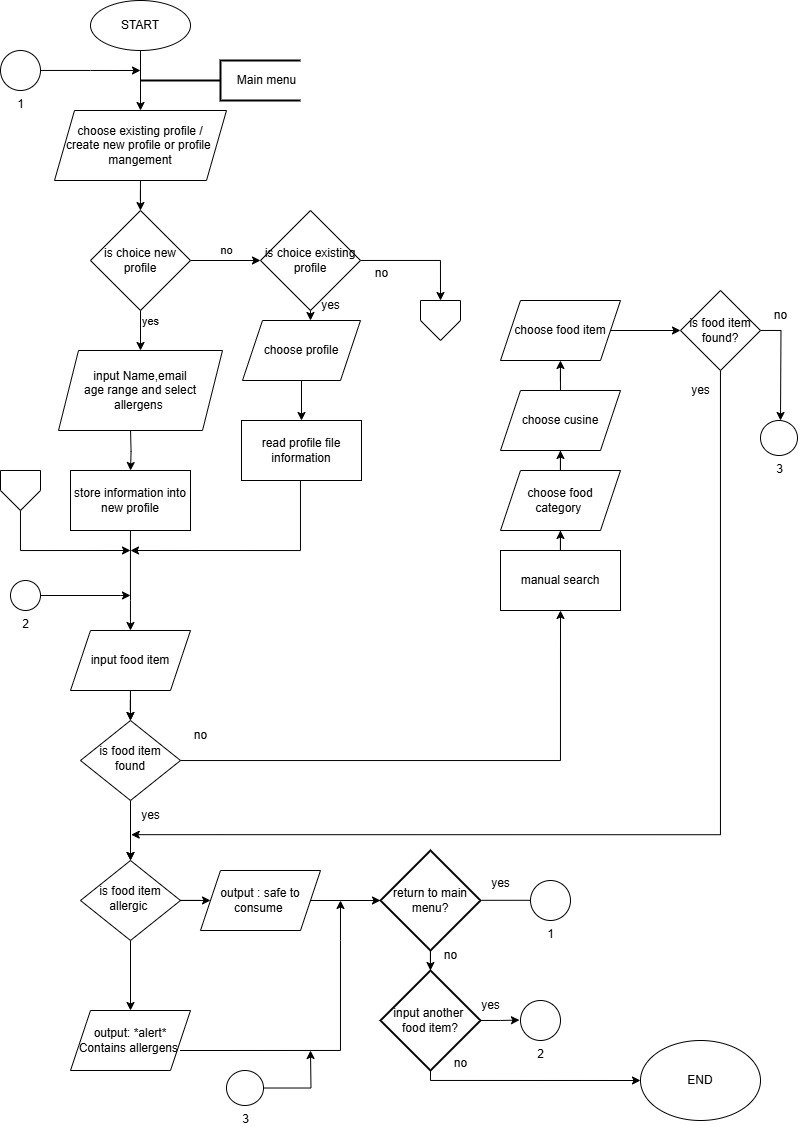 START
1
Main menu
choose existing profile /
create new profile or profile
mangement
is choice new
profile
no
is choice existing
profile
no
yes
yes
choose profile
input Name,email
age range and select
allergens
read profile file
information
store information into
new profile
choose food item
is food item
found?
no
yes
3
choose cusine
choose food
category
manual search
2
input food item
is food item
found
no
yes
is food item
allergic
output : safe to
consume
return to main
menu?
yes
1
no
input another
food item?
yes
2
no
output: *alert*
Contains allergens
3
END